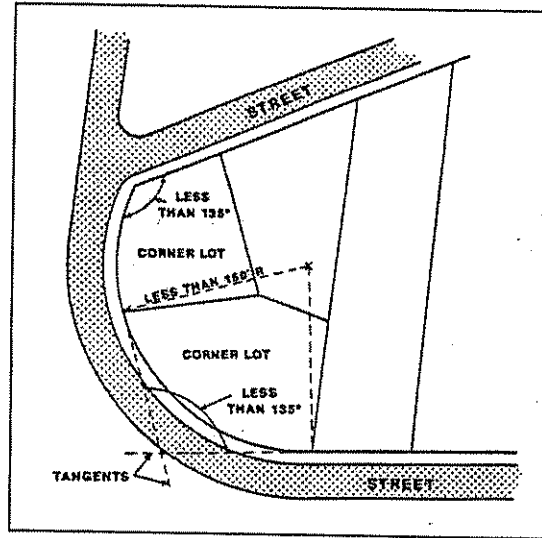 STREET
LESS
THAN 135°
CORNER LOT
LESS THAN 150' R
CORNER LOT
LESS
THAN 135°
TANGENTS
STREET